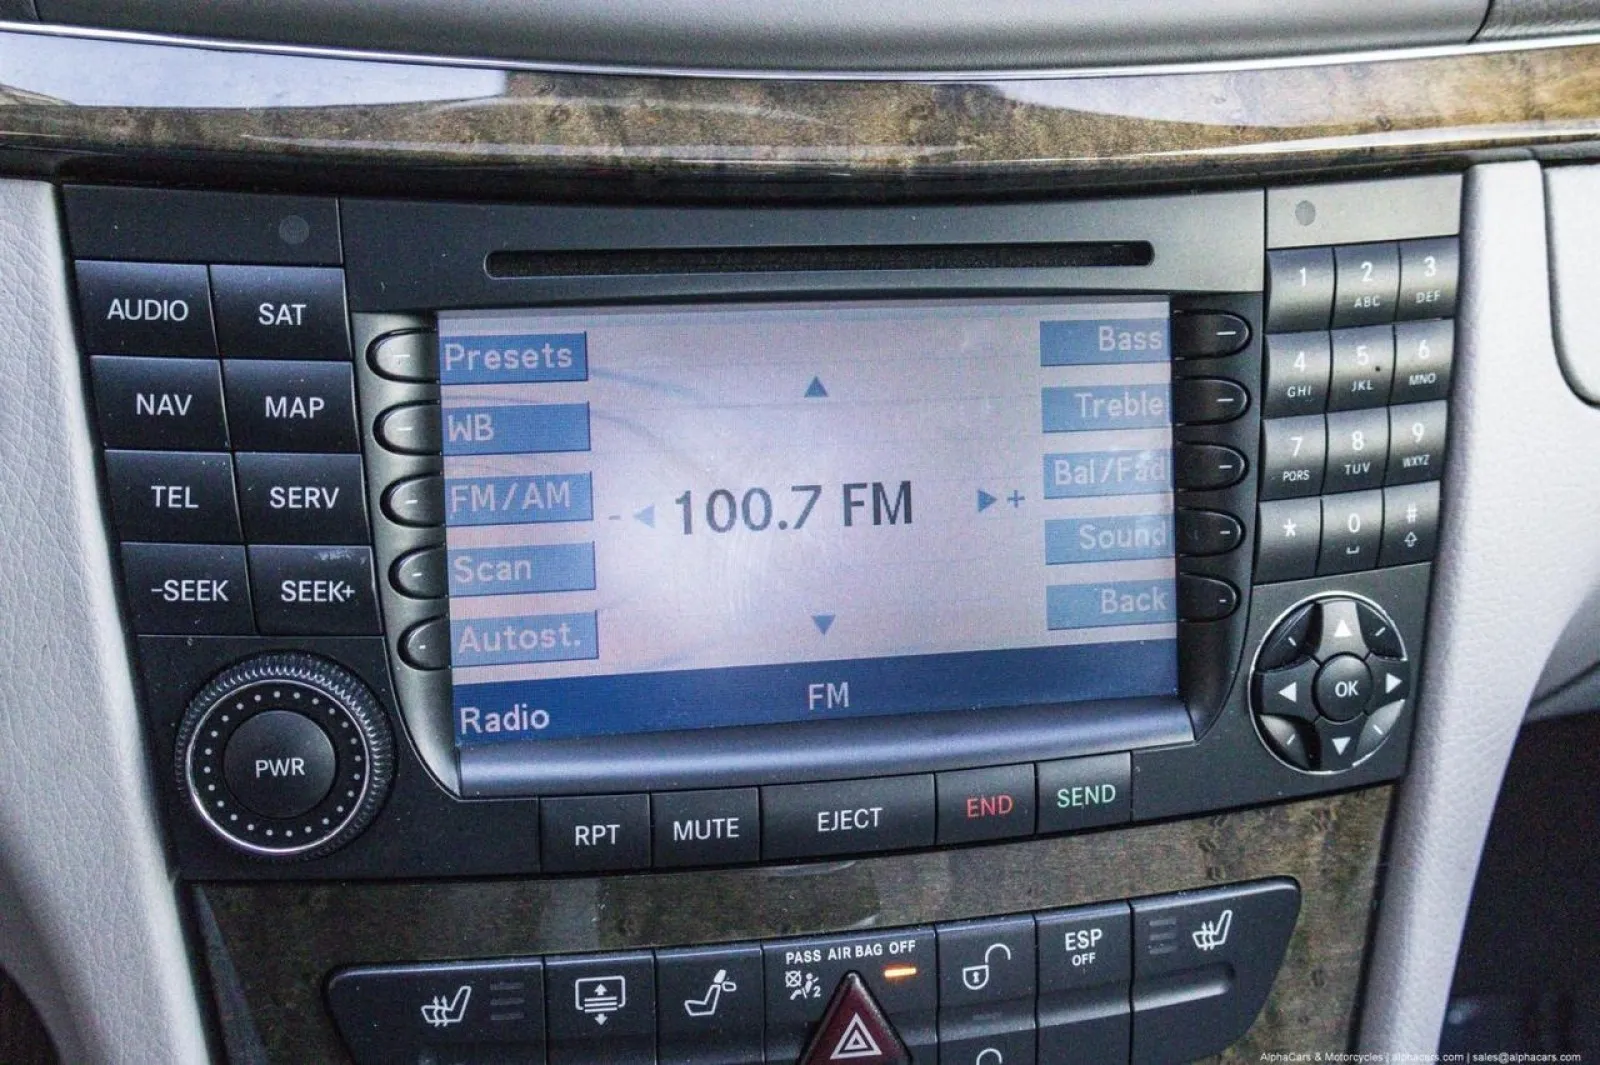 AUDIO SAT
NAV MAP
TEL SERV
-SEEK SEEK+
PWR
Presets
WB
FM/AM
Scan
Autost.
- 100.7 FM +
Bass
Treble
Bal/Fad
Sound
Back
FM
Radio
1 2 3
ABC DEF
4 5 6
GHI JKL MNO
7 8 9
PQRS TUV WXYZ
* 0 #
OK
RPT MUTE EJECT END SEND
PASS AIR BAG OFF
2
ESP
OFF
AlphaCars & Motorcycles | alphacars.com | sales@alphacars.com